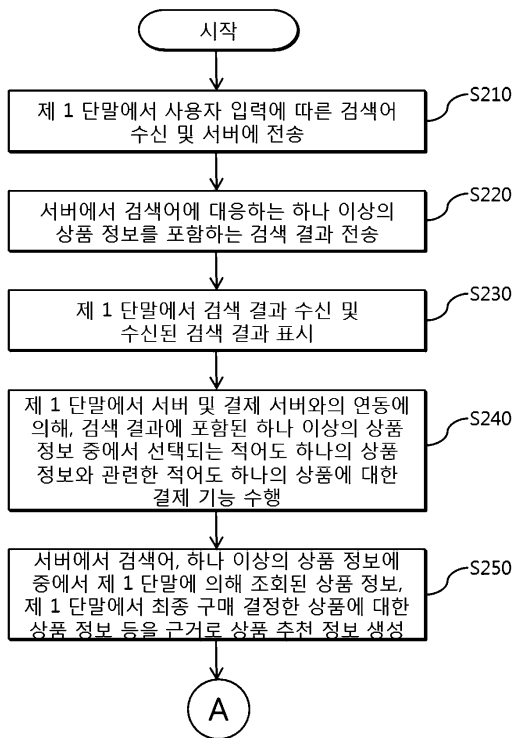 시작
제 1 단말에서 사용자 입력에 따른 검색어
수신 및 서버에 전송
S210
서버에서 검색어에 대응하는 하나 이상의
상품 정보를 포함하는 검색 결과 전송
S220
제 1 단말에서 검색 결과 수신 및
수신된 검색 결과 표시
S230
제 1 단말에서 서버 및 결제 서버와의 연동에
의해, 검색 결과에 포함된 하나 이상의 상품
정보 중에서 선택되는 적어도 하나의 상품
정보와 관련한 적어도 하나의 상품에 대한
결제 기능 수행
S240
서버에서 검색어, 하나 이상의 상품 정보에
중에서 제 1 단말에 의해 조회된 상품 정보,
제 1 단말에서 최종 구매 결정한 상품에 대한
상품 정보 등을 근거로 상품 추천 정보 생성
S250
A